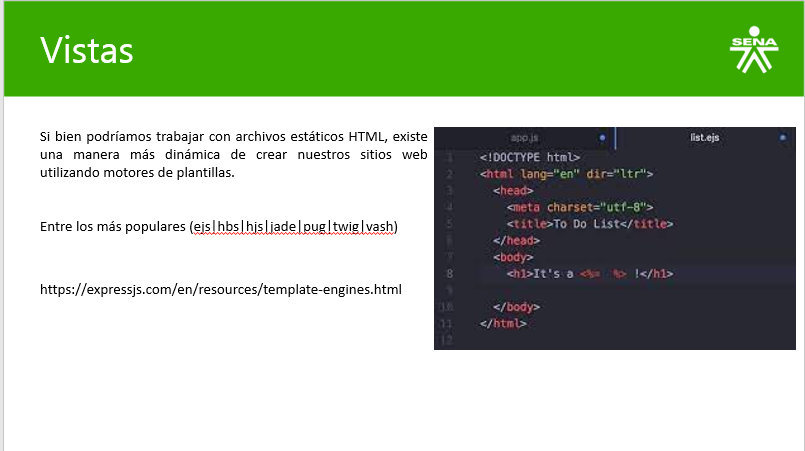 Vistas
SENA
Si bien podríamos trabajar con archivos estáticos HTML, existe
una manera más dinámica de crear nuestros sitios web
utilizando motores de plantillas.
Entre los más populares (ejs|hbs|hjs|jade|pug|twig|vash)
https://expressjs.com/en/resources/template-engines.html
app.js
list.ejs
1 <!DOCTYPE html>
2 <html lang="en" dir="ltr">
3 <head>
4 <meta charset="utf-8">
5 <title>To Do List</title>
6 </head>
7 <body>
8 <h1>It's a <%= %> !</h1>
9
10 </body>
11 </html>
12